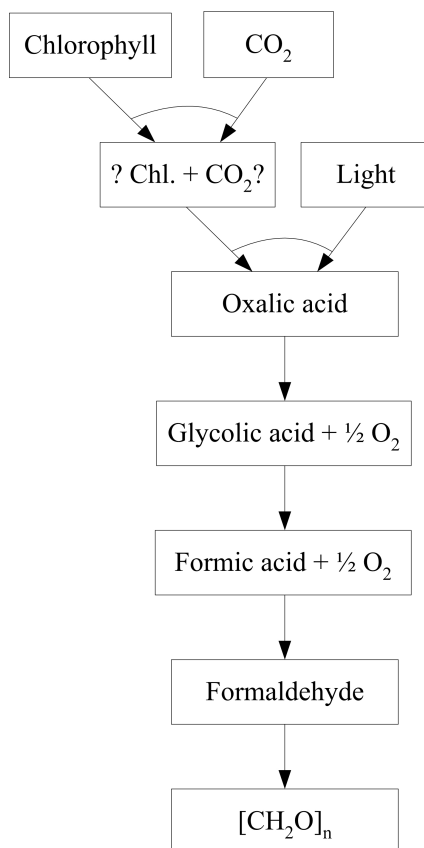 Chlorophyll
CO₂
? Chl. + CO₂?
Light
Oxalic acid
Glycolic acid + ½ O₂
Formic acid + ½ O₂
Formaldehyde
[CH₂O]ₙ